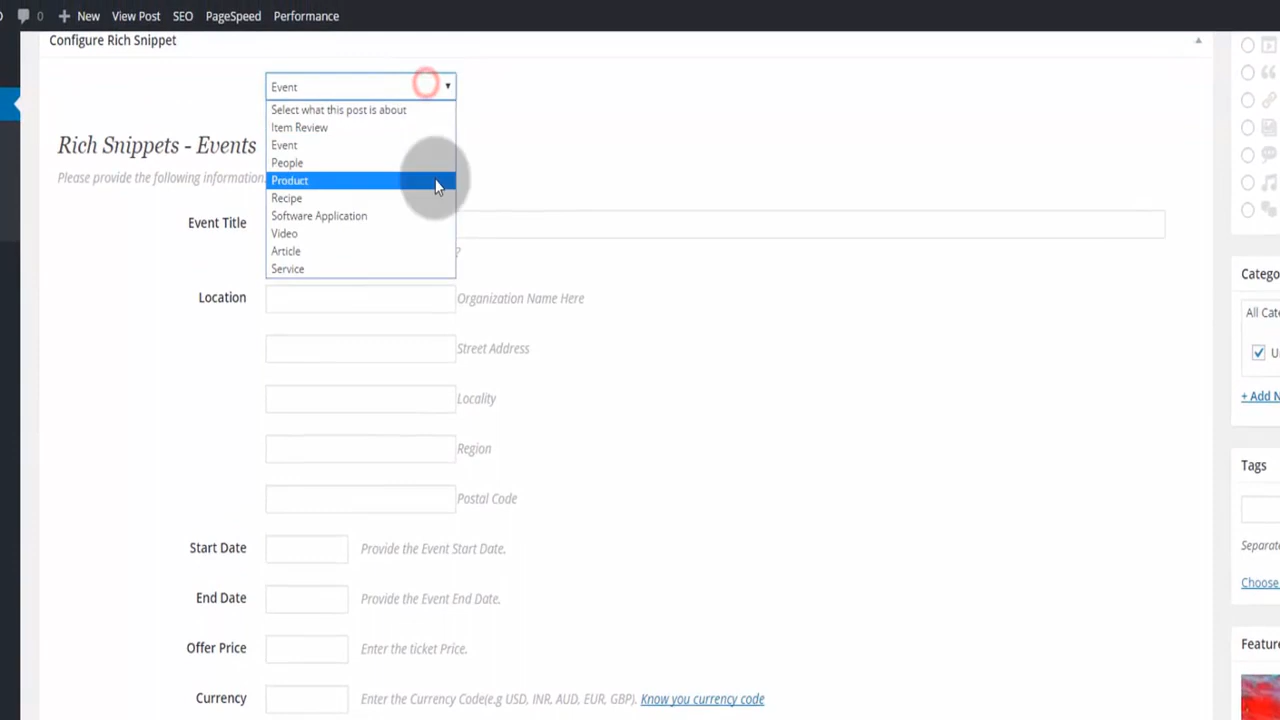 0 New View Post SEO PageSpeed Performance
Configure Rich Snippet
Event
Select what this post is about
Item Review
Event
People
Product
Recipe
Software Application
Video
Article
Service
Rich Snippets - Events
Please provide the following information.
Event Title
?
Location
Organization Name Here
Street Address
Locality
Region
Postal Code
Start Date
Provide the Event Start Date.
End Date
Provide the Event End Date.
Offer Price
Enter the ticket Price.
Currency
Enter the Currency Code(e.g USD, INR, AUD, EUR, GBP). Know you currency code
Catego
All Cat
U
+ Add N
Tags
Separat
Choose
Featur